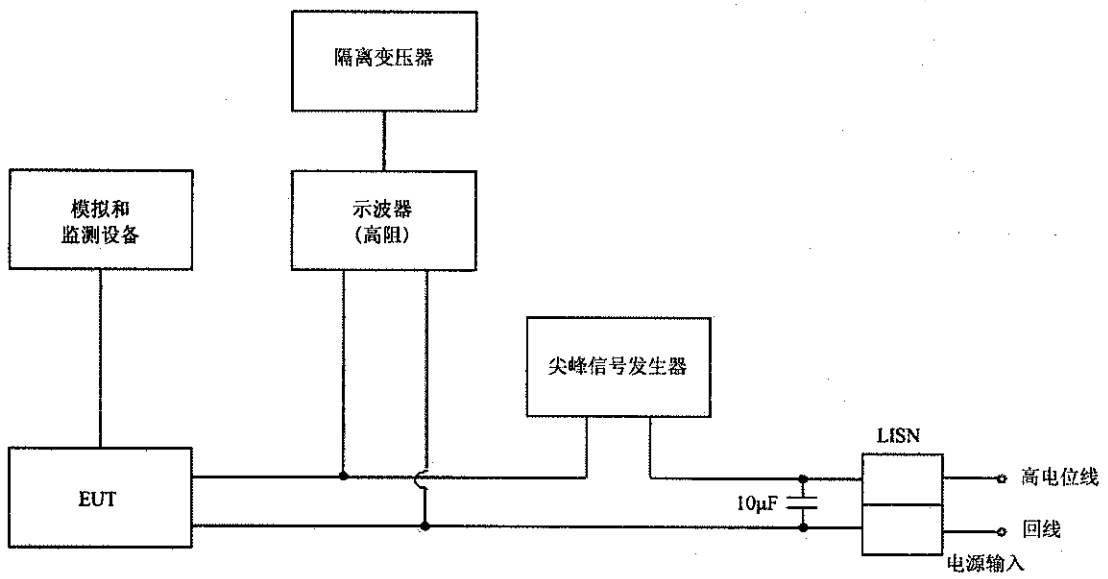 隔离变压器
模拟和
监测设备
示波器
(高阻)
尖峰信号发生器
LISN
EUT
10μF
高电位线
回线
电源输入